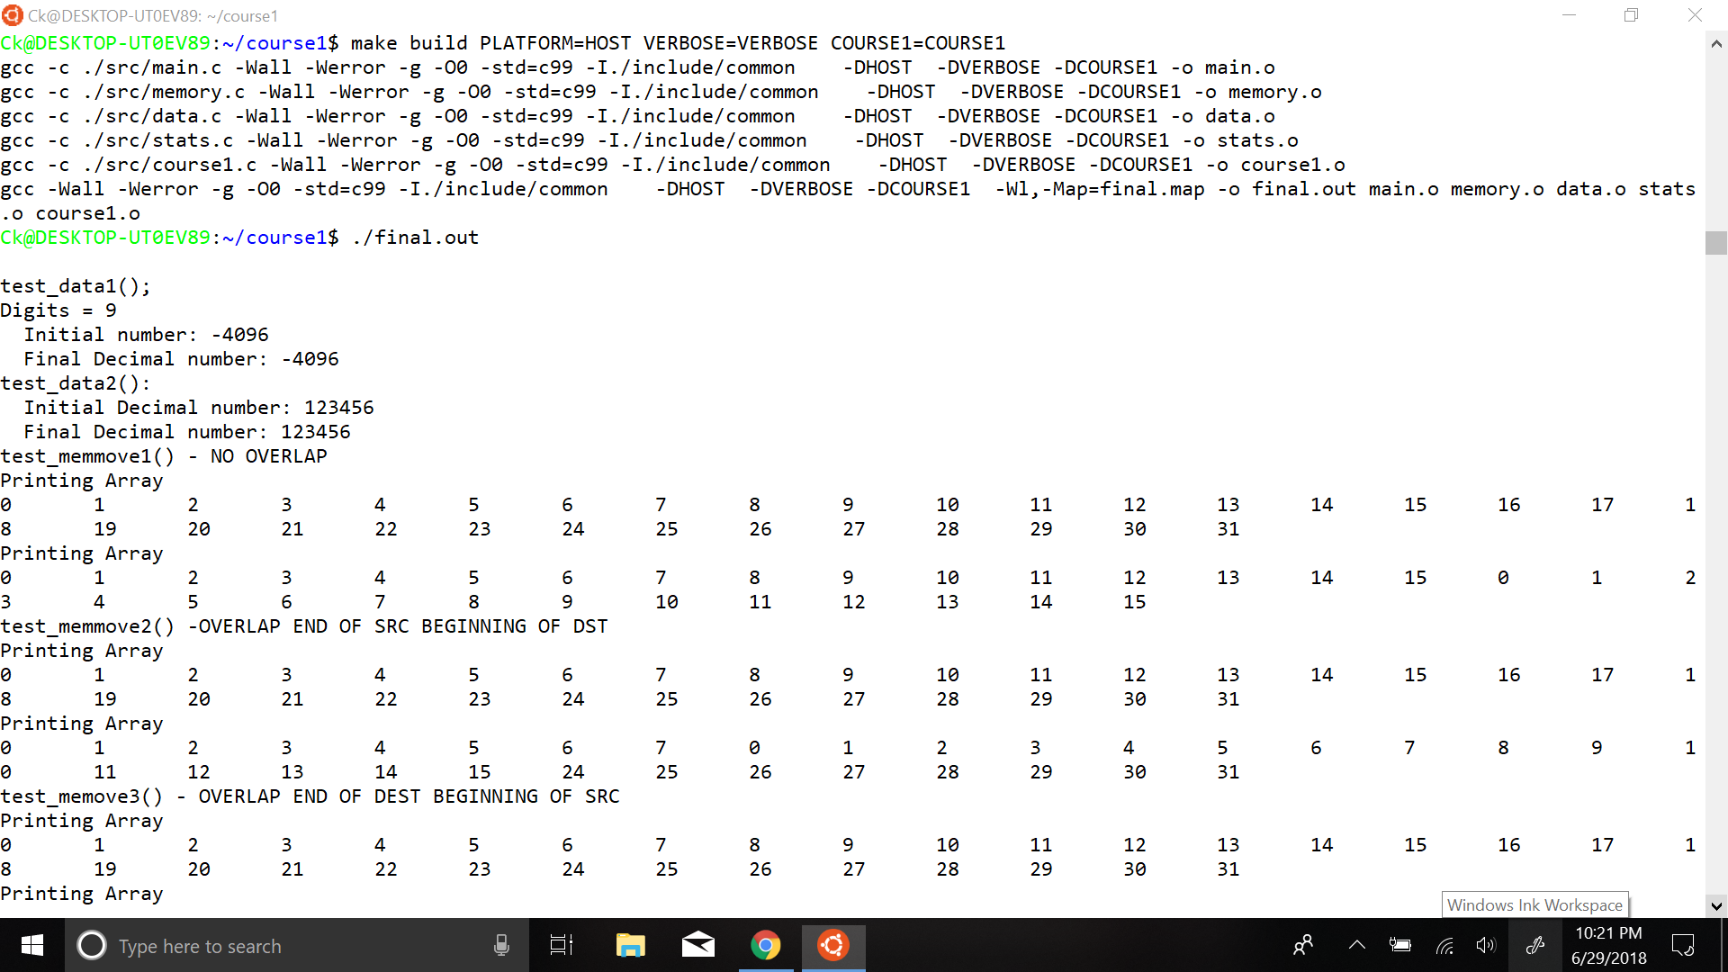 Ck@DESKTOP-UT0EV89: ~/course1
Ck@DESKTOP-UT0EV89:~/course1$ make build PLATFORM=HOST VERBOSE=VERBOSE COURSE1=COURSE1
gcc -c ./src/main.c -Wall -Werror -g -O0 -std=c99 -I./include/common    -DHOST  -DVERBOSE -DCOURSE1 -o main.o
gcc -c ./src/memory.c -Wall -Werror -g -O0 -std=c99 -I./include/common    -DHOST  -DVERBOSE -DCOURSE1 -o memory.o
gcc -c ./src/data.c -Wall -Werror -g -O0 -std=c99 -I./include/common    -DHOST  -DVERBOSE -DCOURSE1 -o data.o
gcc -c ./src/stats.c -Wall -Werror -g -O0 -std=c99 -I./include/common    -DHOST  -DVERBOSE -DCOURSE1 -o stats.o
gcc -c ./src/course1.c -Wall -Werror -g -O0 -std=c99 -I./include/common    -DHOST  -DVERBOSE -DCOURSE1 -o course1.o
gcc -Wall -Werror -g -O0 -std=c99 -I./include/common    -DHOST  -DVERBOSE -DCOURSE1  -Wl,-Map=final.map -o final.out main.o memory.o data.o stats
.o course1.o
Ck@DESKTOP-UT0EV89:~/course1$ ./final.out
test_data1();
Digits = 9
  Initial number: -4096
  Final Decimal number: -4096
test_data2():
  Initial Decimal number: 123456
  Final Decimal number: 123456
test_memmove1() - NO OVERLAP
Printing Array
0 1 2 3 4 5 6 7 8 9 10 11 12 13 14 15 16 17 1
8 19 20 21 22 23 24 25 26 27 28 29 30 31
Printing Array
0 1 2 3 4 5 6 7 8 9 10 11 12 13 14 15 0 1 2
3 4 5 6 7 8 9 10 11 12 13 14 15
test_memmove2() -OVERLAP END OF SRC BEGINNING OF DST
Printing Array
0 1 2 3 4 5 6 7 8 9 10 11 12 13 14 15 16 17 1
8 19 20 21 22 23 24 25 26 27 28 29 30 31
Printing Array
0 1 2 3 4 5 6 7 0 1 2 3 4 5 6 7 8 9 1
0 11 12 13 14 15 24 25 26 27 28 29 30 31
test_memove3() - OVERLAP END OF DEST BEGINNING OF SRC
Printing Array
0 1 2 3 4 5 6 7 8 9 10 11 12 13 14 15 16 17 1
8 19 20 21 22 23 24 25 26 27 28 29 30 31
Printing Array
Windows Ink Workspace
Type here to search
10:21 PM
6/29/2018